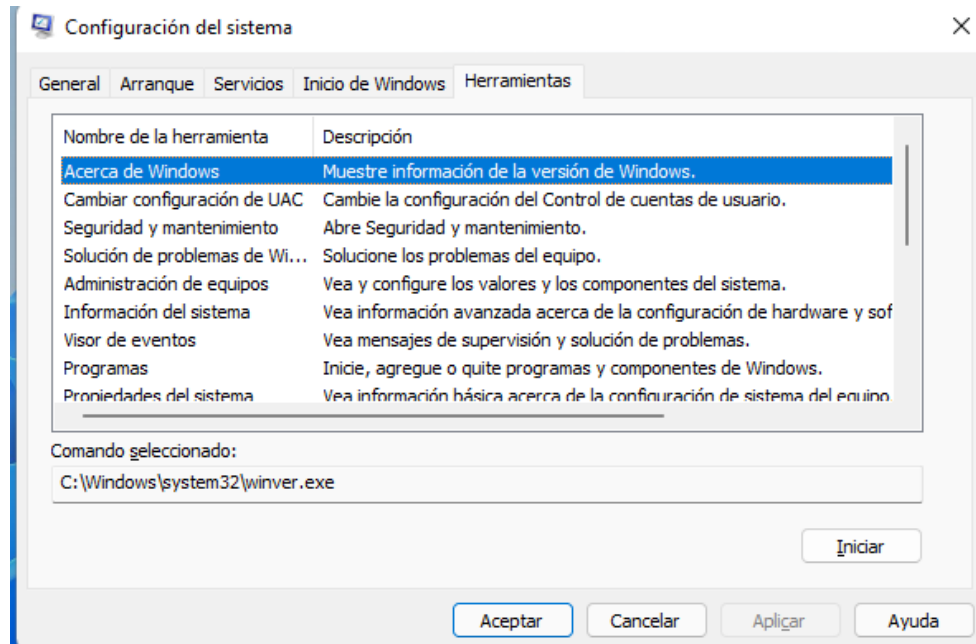 Configuración del sistema
General Arranque Servicios Inicio de Windows Herramientas
Nombre de la herramienta Descripción
Acerca de Windows Muestre información de la versión de Windows.
Cambiar configuración de UAC Cambie la configuración del Control de cuentas de usuario.
Seguridad y mantenimiento Abre Seguridad y mantenimiento.
Solución de problemas de Wi... Solucione los problemas del equipo.
Administración de equipos Vea y configure los valores y los componentes del sistema.
Información del sistema Vea información avanzada acerca de la configuración de hardware y sof
Visor de eventos Vea mensajes de supervisión y solución de problemas.
Programas Inicie, agregue o quite programas y componentes de Windows.
Propiedades del sistema Vea información básica acerca de la configuración de sistema del equipo
Comando seleccionado:
C:\Windows\system32\winver.exe
Iniciar
Aceptar Cancelar Aplicar Ayuda